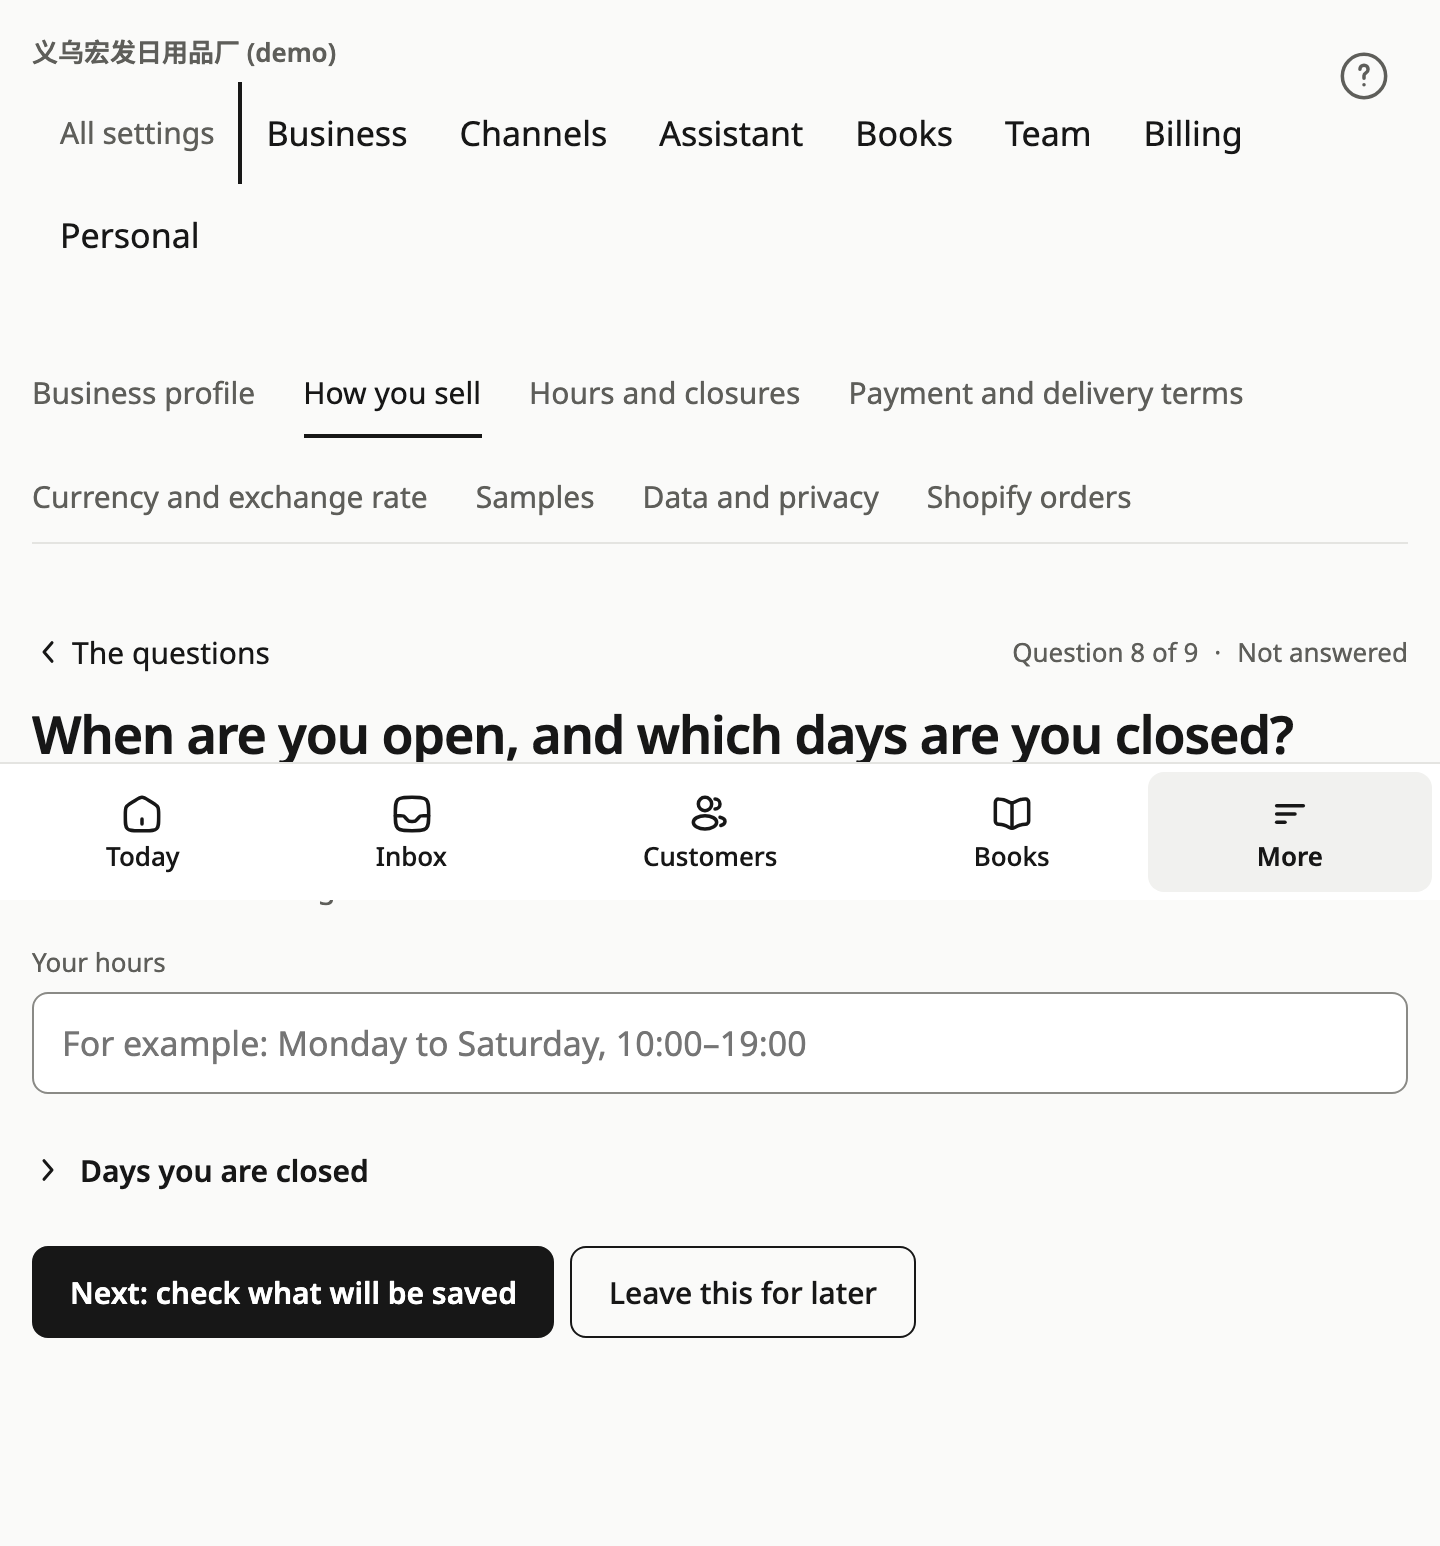 义乌宏发日用品厂 (demo)
All settings Business Channels Assistant Books Team Billing
Personal
Business profile How you sell Hours and closures Payment and delivery terms
Currency and exchange rate Samples Data and privacy Shopify orders
The questions Question 8 of 9 · Not answered
When are you open, and which days are you closed?
Today Inbox Customers Books More
Your hours
For example: Monday to Saturday, 10:00–19:00
Days you are closed
Next: check what will be saved Leave this for later